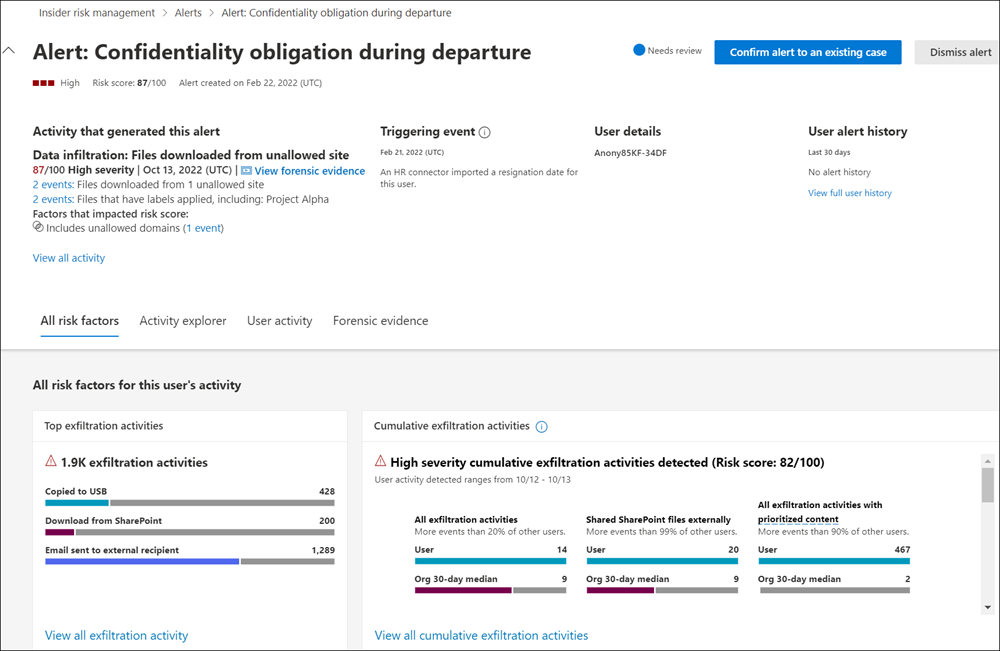 Insider risk management > Alerts > Alert: Confidentiality obligation during departure
Alert: Confidentiality obligation during departure
Needs review
Confirm alert to an existing case
Dismiss alert
High Risk score: 87/100 Alert created on Feb 22, 2022 (UTC)
Activity that generated this alert
Data infiltration: Files downloaded from unallowed site
87/100 High severity | Oct 13, 2022 (UTC) | View forensic evidence
2 events: Files downloaded from 1 unallowed site
2 events: Files that have labels applied, including: Project Alpha
Factors that impacted risk score:
Includes unallowed domains (1 event)
View all activity
Triggering event
Feb 21, 2022 (UTC)
An HR connector imported a resignation date for
this user.
User details
Anony85KF-34DF
User alert history
Last 30 days
No alert history
View full user history
All risk factors Activity explorer User activity Forensic evidence
All risk factors for this user's activity
Top exfiltration activities
1.9K exfiltration activities
Copied to USB 428
Download from SharePoint 200
Email sent to external recipient 1,289
View all exfiltration activity
Cumulative exfiltration activities
High severity cumulative exfiltration activities detected (Risk score: 82/100)
User activity detected ranges from 10/12 - 10/13
All exfiltration activities
More events than 20% of other users.
User 14
Org 30-day median 9
Shared SharePoint files externally
More events than 99% of other users.
User 20
Org 30-day median 9
All exfiltration activities with
prioritized content
More events than 90% of other users.
User 467
Org 30-day median 2
View all cumulative exfiltration activities